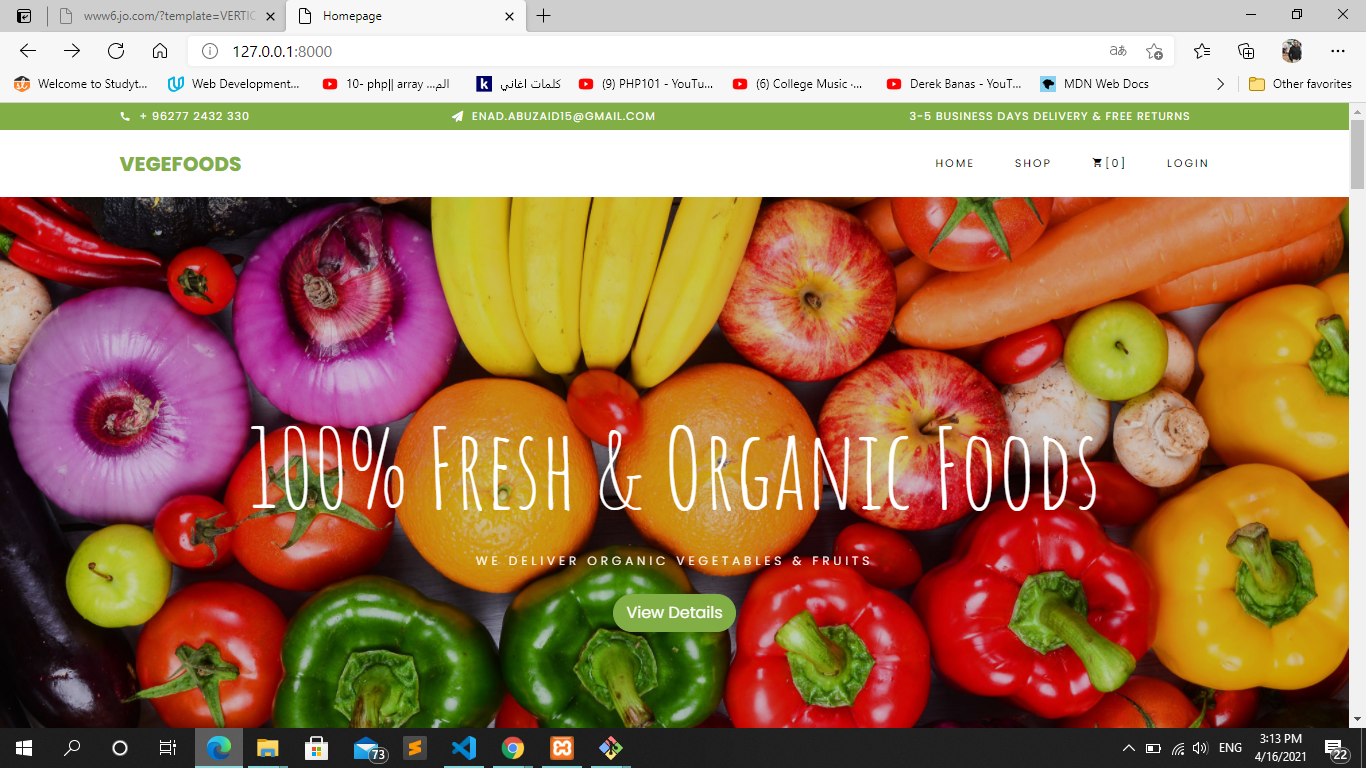 www6.jo.com/?template=VERTIC
Homepage
127.0.0.1:8000
Welcome to Studyt...
Web Development...
10- php|| array ...الم
كلمات اغاني
(9) PHP101 - YouTu...
(6) College Music ·...
Derek Banas - YouT...
MDN Web Docs
Other favorites
+ 96277 2432 330
ENAD.ABUZAID15@GMAIL.COM
3-5 BUSINESS DAYS DELIVERY & FREE RETURNS
VEGEFOODS
HOME
SHOP
[0]
LOGIN
100% Fresh & Organic Foods
WE DELIVER ORGANIC VEGETABLES & FRUITS
View Details
73
ENG
3:13 PM
4/16/2021
22